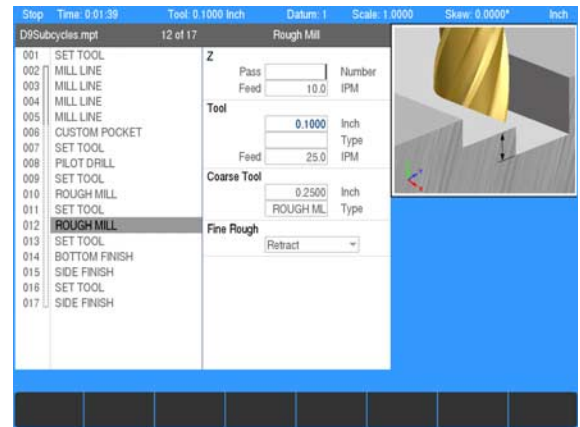 Stop Time: 0:01:39 Tool: 0.1000 Inch Datum: 1 Scale: 1.0000 Skew: 0.0000° Inch
D9Subcycles.mpt 12 of 17 Rough Mill
001 SET TOOL
002 MILL LINE
003 MILL LINE
004 MILL LINE
005 MILL LINE
006 CUSTOM POCKET
007 SET TOOL
008 PILOT DRILL
009 SET TOOL
010 ROUGH MILL
011 SET TOOL
012 ROUGH MILL
013 SET TOOL
014 BOTTOM FINISH
015 SIDE FINISH
016 SET TOOL
017 SIDE FINISH
Z
Pass Number
Feed 10.0 IPM
Tool
0.1000 Inch
Type
Feed 25.0 IPM
Coarse Tool
0.2500 Inch
ROUGH ML Type
Fine Rough
Retract